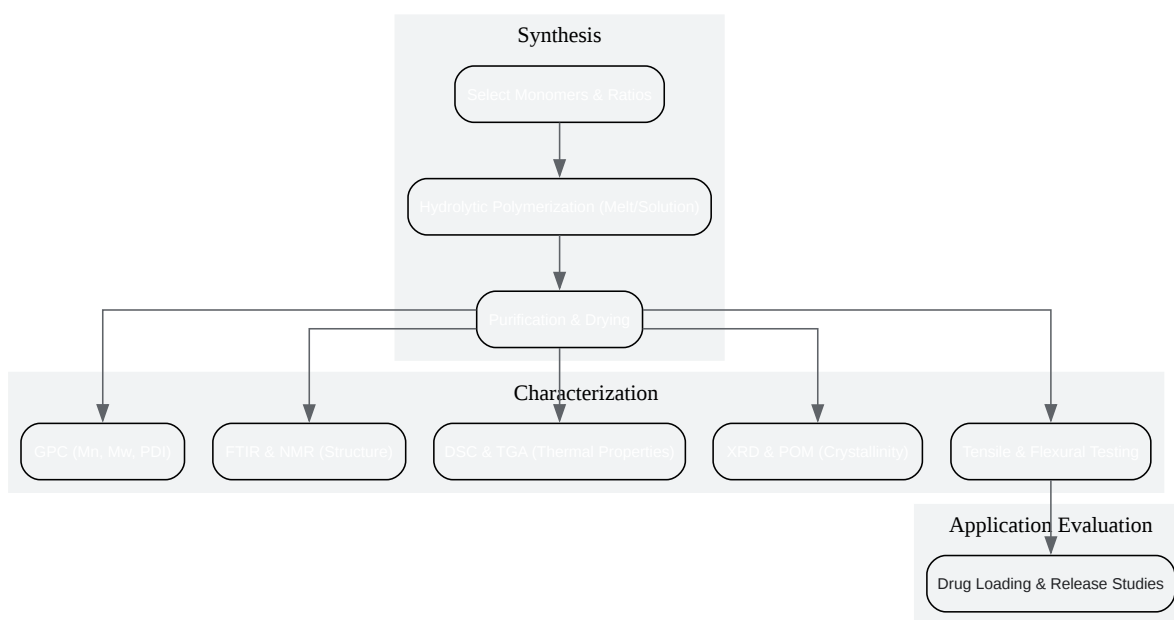 Synthesis
Select Monomers & Ratios
Hydrolytic Polymerization (Melt/Solution)
Purification & Drying
Characterization
GPC (Mn, Mw, PDI)
FTIR & NMR (Structure)
DSC & TGA (Thermal Properties)
XRD & POM (Crystallinity)
Tensile & Flexural Testing
Application Evaluation
Drug Loading & Release Studies